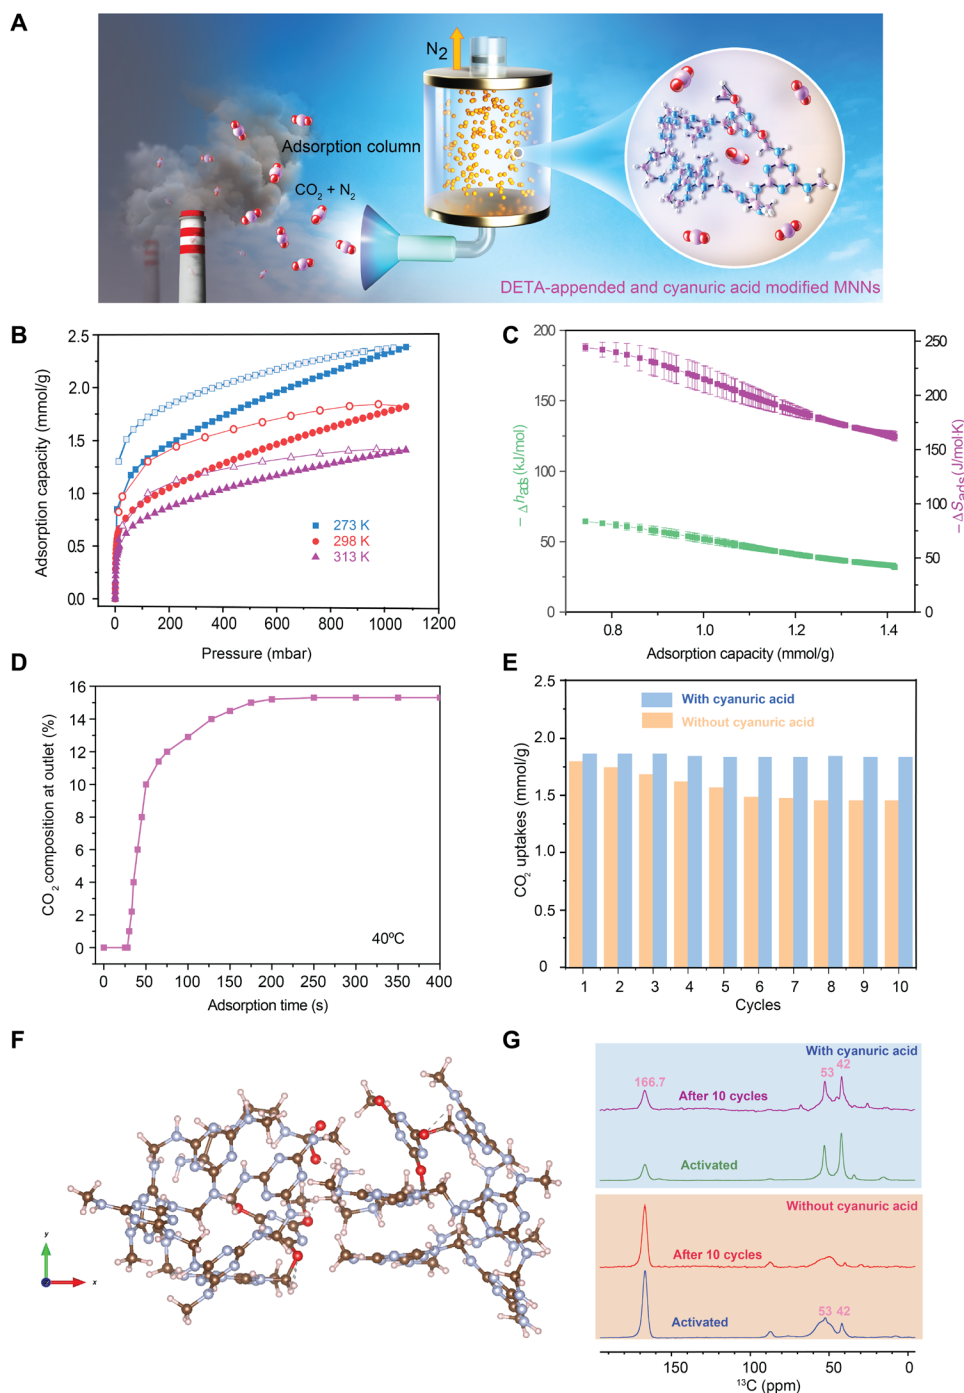 A
N2
Adsorption column
CO2 + N2
DETA-appended and cyanuric acid modified MNNs
B
Adsorption capacity (mmol/g)
2.5
2.0
1.5
1.0
0.5
0.0
273 K
298 K
313 K
0 200 400 600 800 1000 1200
Pressure (mbar)
C
− Δhads (kJ/mol)
200
150
100
50
0
250
200
150
100
50
0
− ΔSads (J/mol·K)
0.8 1.0 1.2 1.4
Adsorption capacity (mmol/g)
D
CO2 composition at outlet (%)
16
14
12
10
8
6
4
2
0
40ºC
0 50 100 150 200 250 300 350 400
Adsorption time (s)
E
CO2 uptakes (mmol/g)
2.5
2.0
1.5
1.0
0.5
0
With cyanuric acid
Without cyanuric acid
1 2 3 4 5 6 7 8 9 10
Cycles
F
y
x
G
With cyanuric acid
166.7
53 42
After 10 cycles
Activated
Without cyanuric acid
After 10 cycles
53 42
Activated
150 100 50 0
13C (ppm)